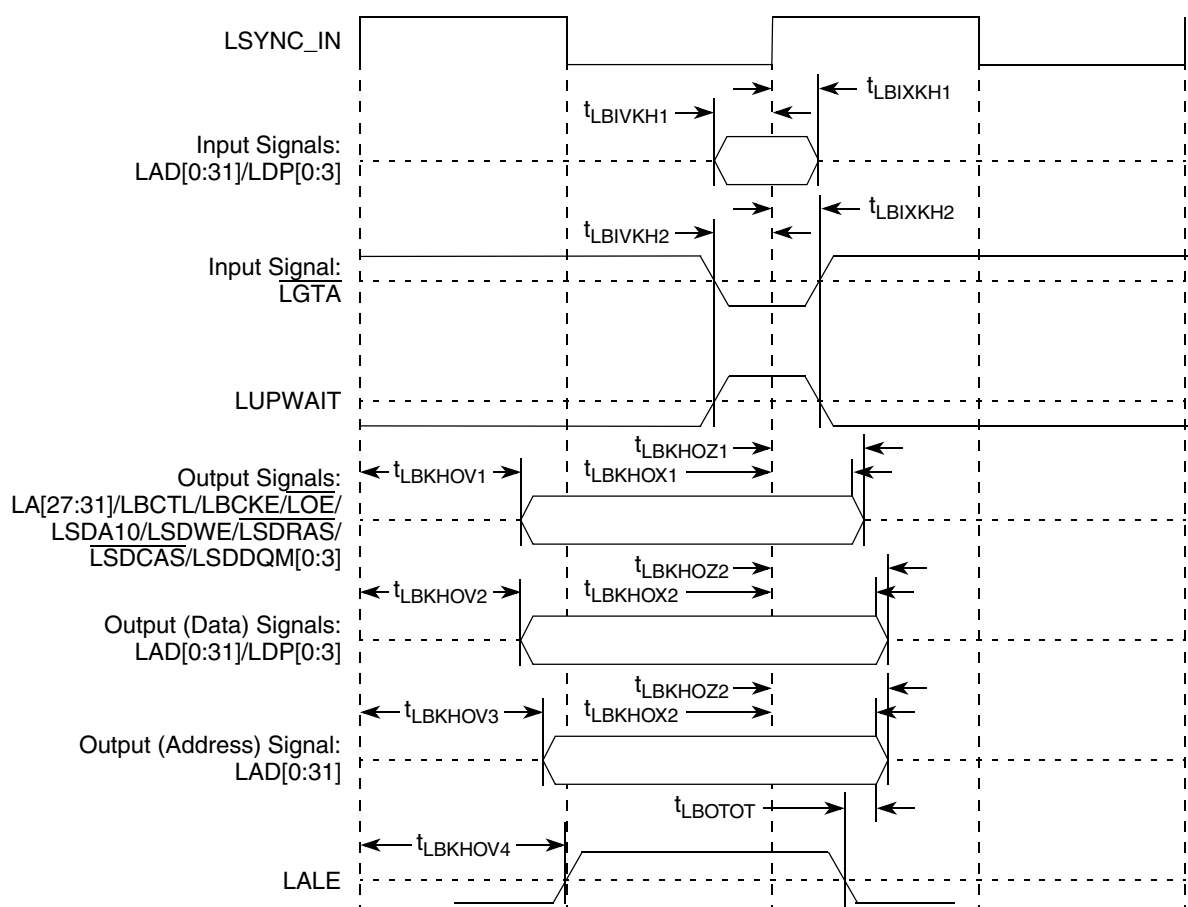 LSYNC_IN
tLBIXKH1
tLBIVKH1
Input Signals:
LAD[0:31]/LDP[0:3]
tLBIXKH2
tLBIVKH2
Input Signal:
LGTA
LUPWAIT
tLBKHOZ1
tLBKHOV1
tLBKHOX1
Output Signals:
LA[27:31]/LBCTL/LBCKE/LOE/
LSDA10/LSDWE/LSDRAS/
LSDCAS/LSDDQM[0:3]
tLBKHOZ2
tLBKHOV2
tLBKHOX2
Output (Data) Signals:
LAD[0:31]/LDP[0:3]
tLBKHOZ2
tLBKHOV3
tLBKHOX2
Output (Address) Signal:
LAD[0:31]
tLBOTOT
tLBKHOV4
LALE